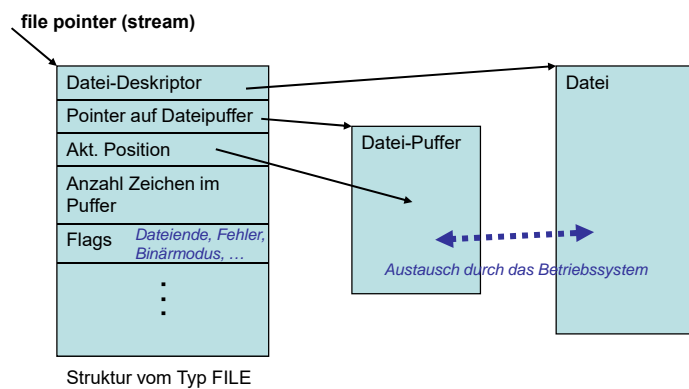 file pointer (stream)
Datei-Deskriptor
Pointer auf Dateipuffer
Akt. Position
Anzahl Zeichen im
Puffer
Flags Dateiende, Fehler,
Binärmodus, …
Struktur vom Typ FILE
Datei-Puffer
Datei
Austausch durch das Betriebssystem